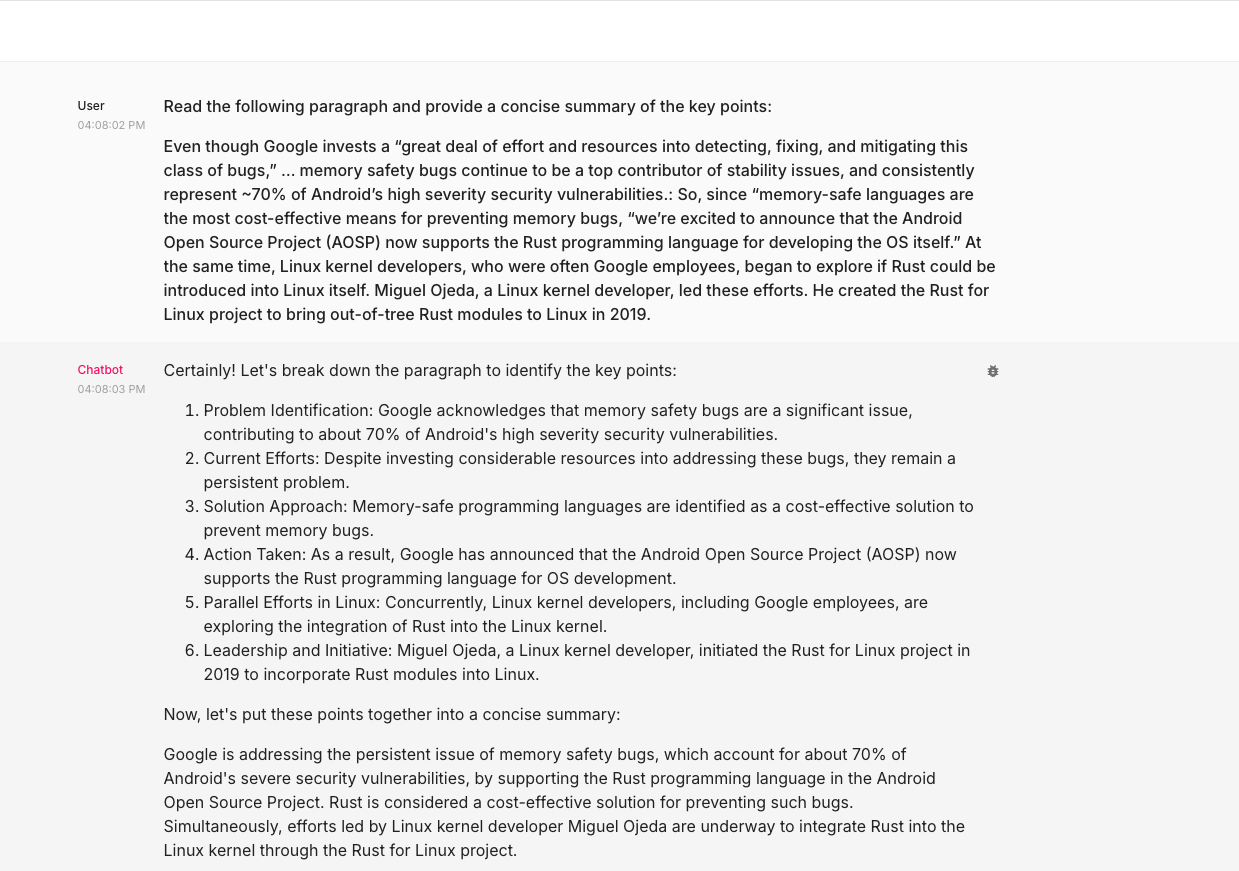 User
04:08:02 PM
Read the following paragraph and provide a concise summary of the key points:
Even though Google invests a “great deal of effort and resources into detecting, fixing, and mitigating this
class of bugs,” ... memory safety bugs continue to be a top contributor of stability issues, and consistently
represent ~70% of Android’s high severity security vulnerabilities.: So, since “memory-safe languages are
the most cost-effective means for preventing memory bugs, “we’re excited to announce that the Android
Open Source Project (AOSP) now supports the Rust programming language for developing the OS itself.” At
the same time, Linux kernel developers, who were often Google employees, began to explore if Rust could be
introduced into Linux itself. Miguel Ojeda, a Linux kernel developer, led these efforts. He created the Rust for
Linux project to bring out-of-tree Rust modules to Linux in 2019.
Chatbot
04:08:03 PM
Certainly! Let's break down the paragraph to identify the key points:
1. Problem Identification: Google acknowledges that memory safety bugs are a significant issue,
contributing to about 70% of Android's high severity security vulnerabilities.
2. Current Efforts: Despite investing considerable resources into addressing these bugs, they remain a
persistent problem.
3. Solution Approach: Memory-safe programming languages are identified as a cost-effective solution to
prevent memory bugs.
4. Action Taken: As a result, Google has announced that the Android Open Source Project (AOSP) now
supports the Rust programming language for OS development.
5. Parallel Efforts in Linux: Concurrently, Linux kernel developers, including Google employees, are
exploring the integration of Rust into the Linux kernel.
6. Leadership and Initiative: Miguel Ojeda, a Linux kernel developer, initiated the Rust for Linux project in
2019 to incorporate Rust modules into Linux.
Now, let's put these points together into a concise summary:
Google is addressing the persistent issue of memory safety bugs, which account for about 70% of
Android's severe security vulnerabilities, by supporting the Rust programming language in the Android
Open Source Project. Rust is considered a cost-effective solution for preventing such bugs.
Simultaneously, efforts led by Linux kernel developer Miguel Ojeda are underway to integrate Rust into the
Linux kernel through the Rust for Linux project.